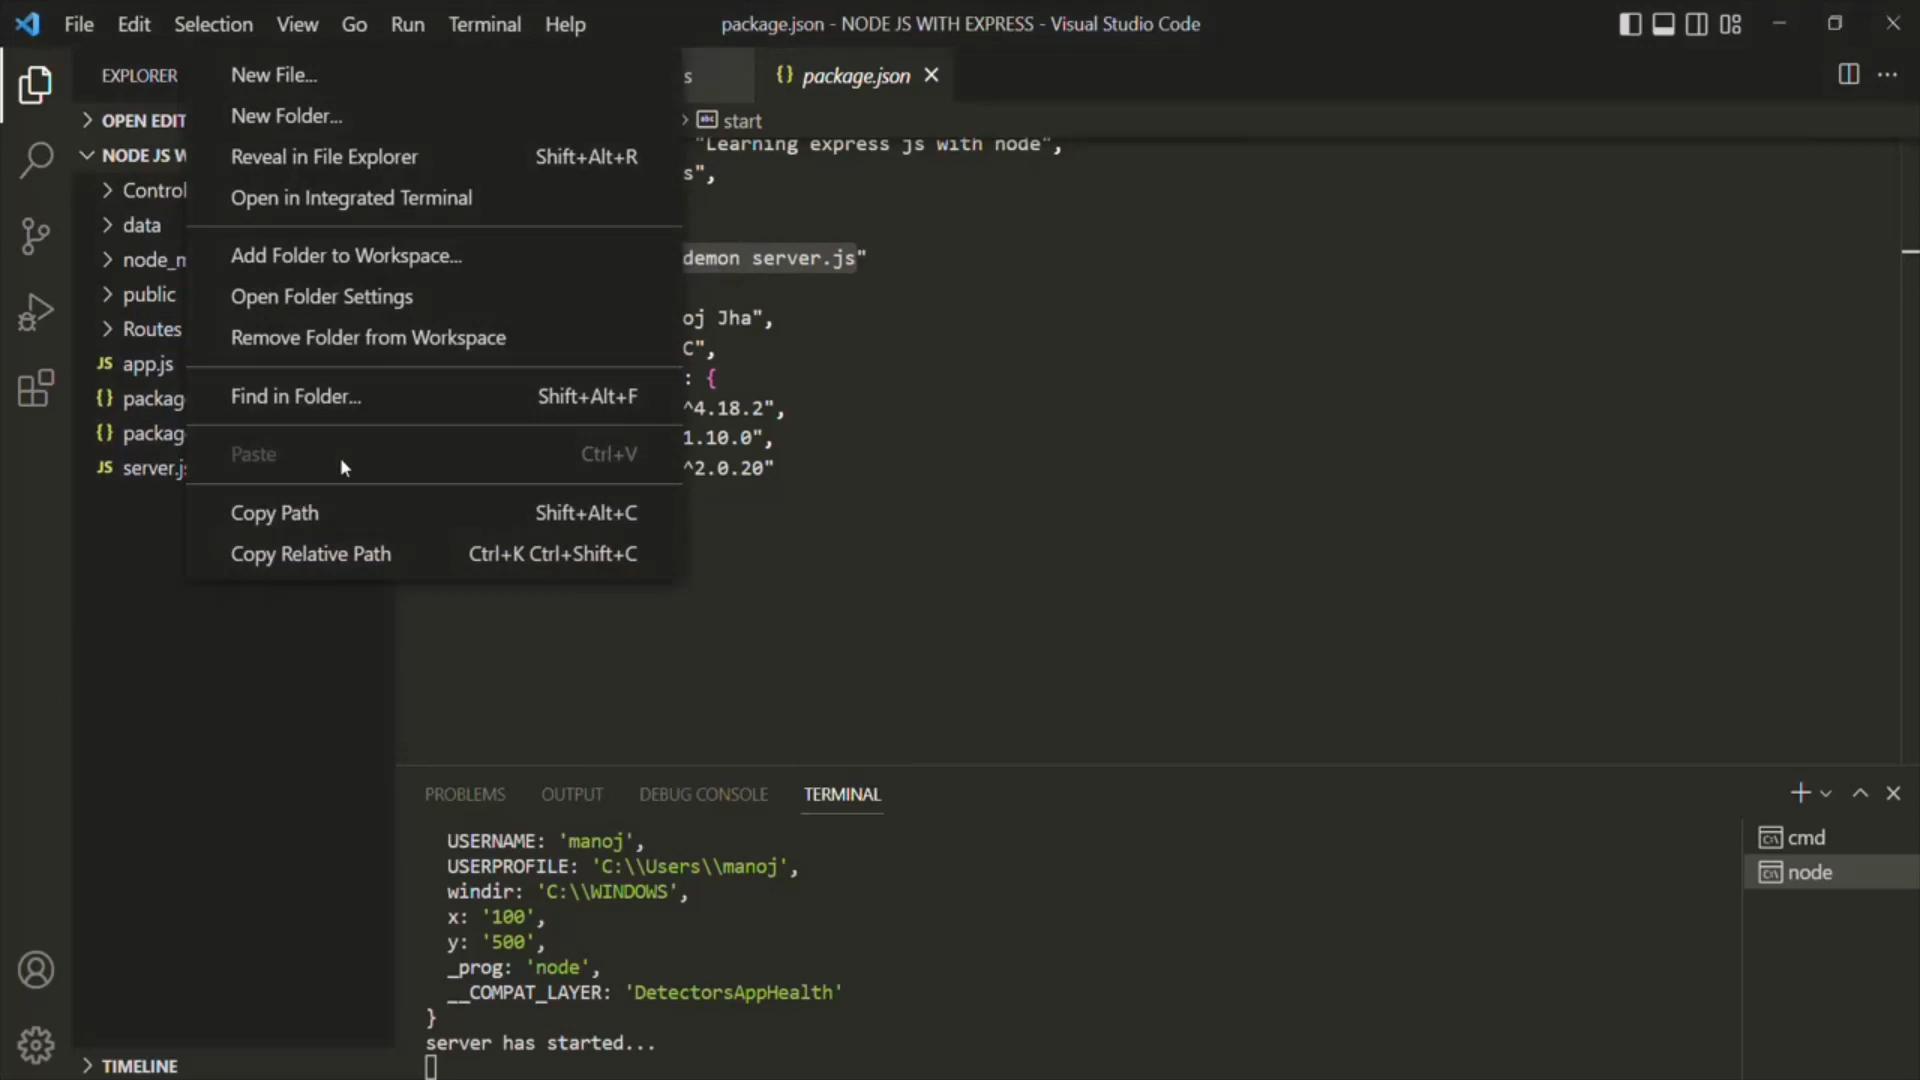 File Edit Selection View Go Run Terminal Help
package.json - NODE JS WITH EXPRESS - Visual Studio Code
EXPLORER
OPEN EDIT
NODE JS W
Control
data
node_m
public
Routes
JS app.js
{} packag
{} packag
JS server.js
TIMELINE
New File...
New Folder...
Reveal in File Explorer Shift+Alt+R
Open in Integrated Terminal
Add Folder to Workspace...
Open Folder Settings
Remove Folder from Workspace
Find in Folder... Shift+Alt+F
Paste Ctrl+V
Copy Path Shift+Alt+C
Copy Relative Path Ctrl+K Ctrl+Shift+C
s {} package.json
abc start
"Learning express js with node",
s",
demon server.js"
oj Jha",
C",
: {
^4.18.2",
1.10.0",
^2.0.20"
PROBLEMS OUTPUT DEBUG CONSOLE TERMINAL
USERNAME: 'manoj',
USERPROFILE: 'C:\\Users\\manoj',
windir: 'C:\\WINDOWS',
x: '100',
y: '500',
_prog: 'node',
__COMPAT_LAYER: 'DetectorsAppHealth'
}
server has started...
cmd
node